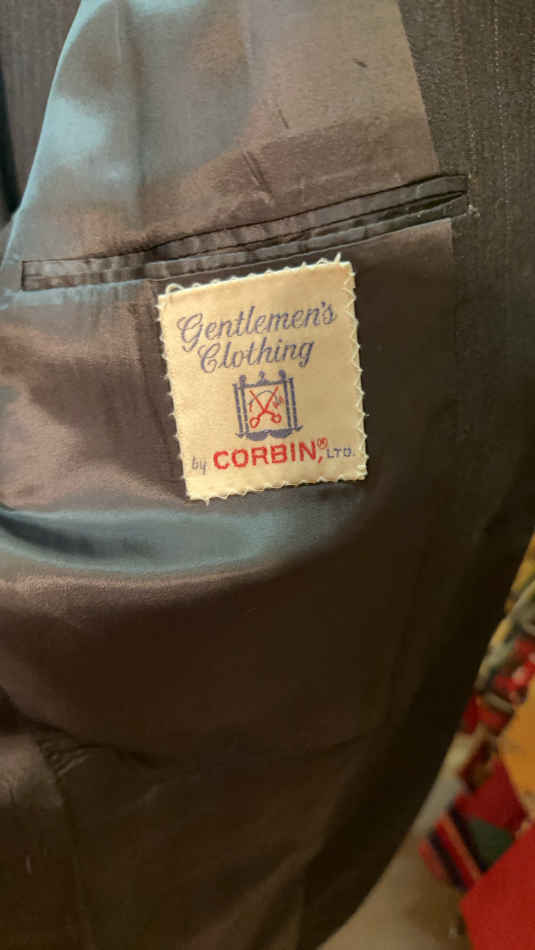 Gentlemen's
Clothing
by CORBIN,® LTD.